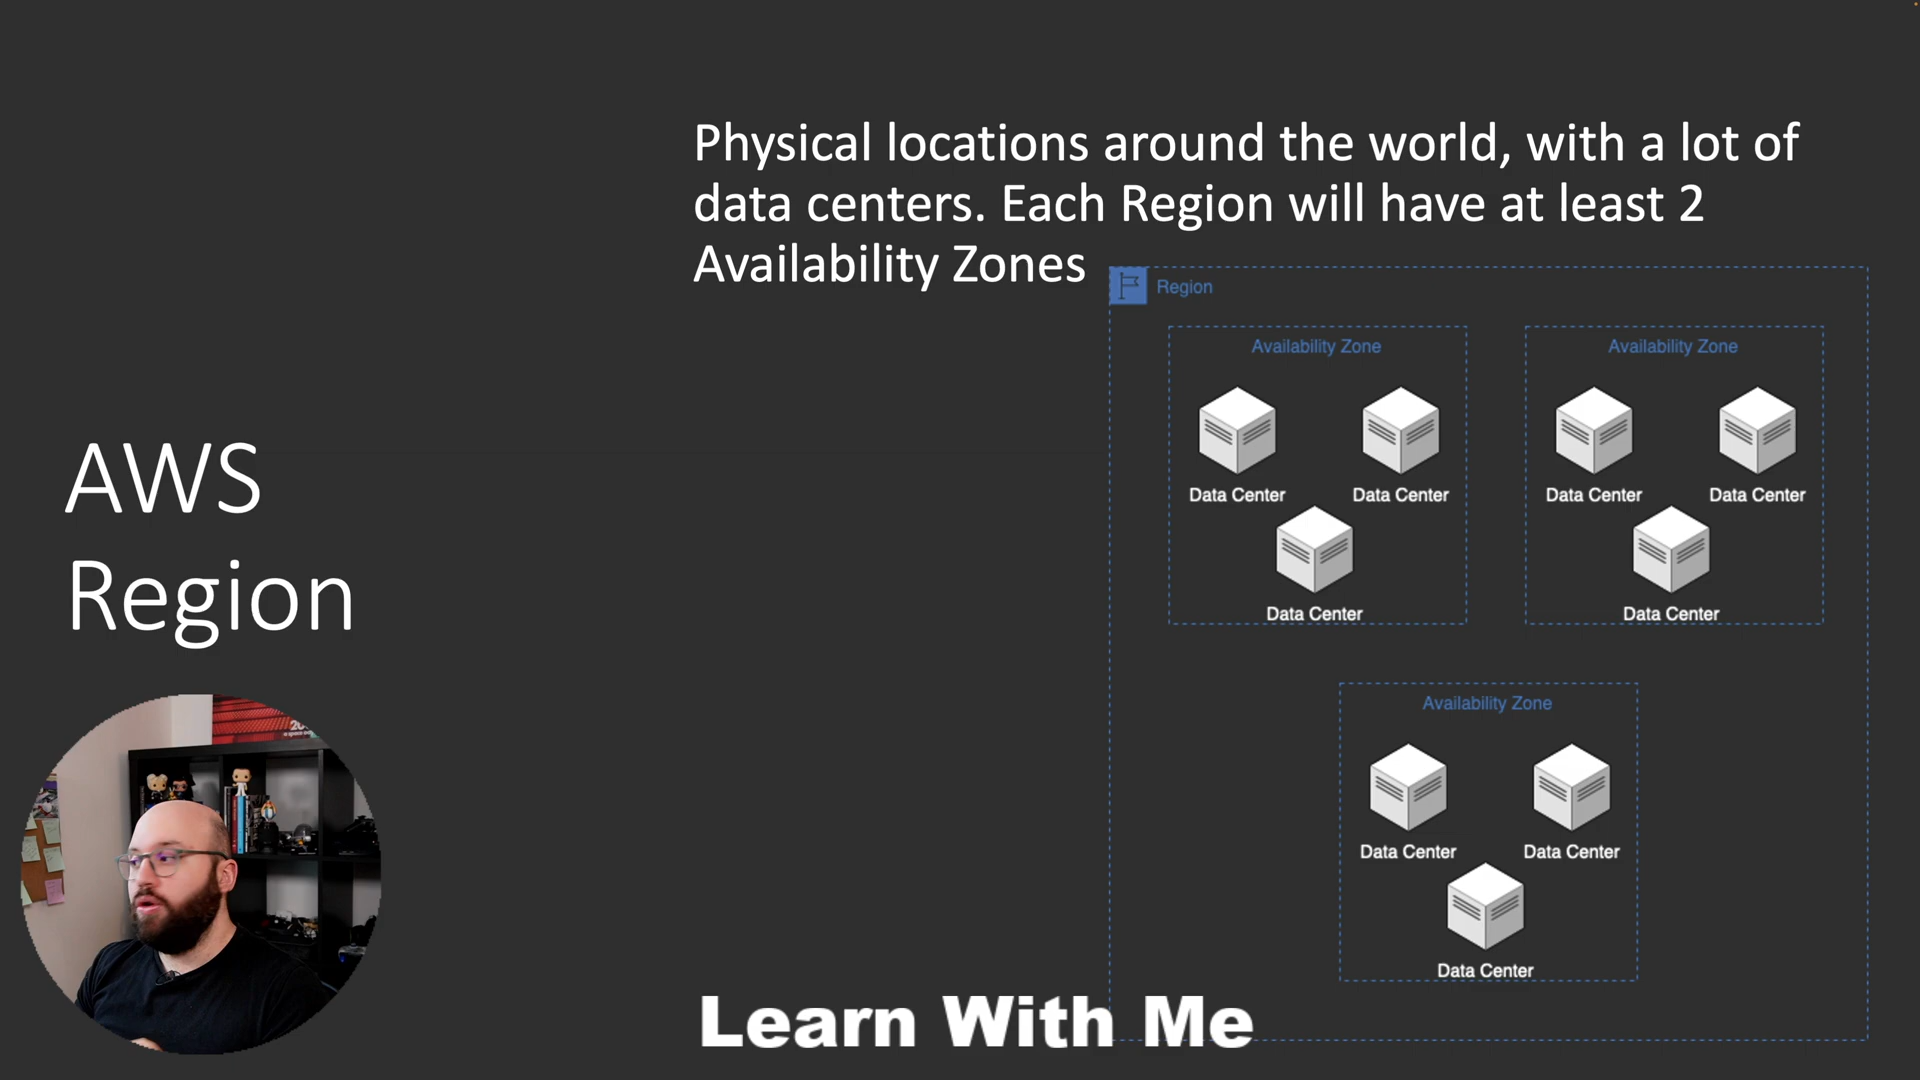 Physical locations around the world, with a lot of
data centers. Each Region will have at least 2
Availability Zones
Region
Availability Zone
Availability Zone
Data Center
Data Center
Data Center
Data Center
Data Center
Data Center
AWS
Region
Availability Zone
Data Center
Data Center
Data Center
Learn With Me